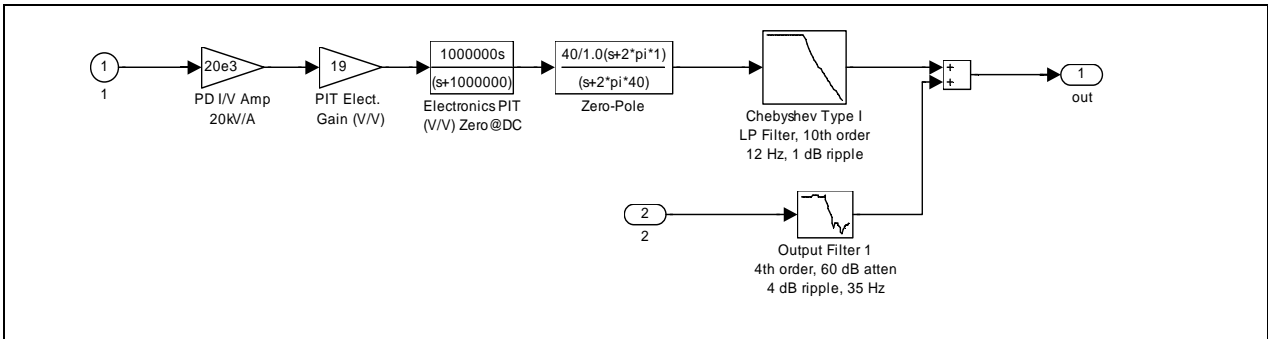 1
1
20e3
PD I/V Amp
20kV/A
19
PIT Elect.
Gain (V/V)
1000000s
(s+1000000)
Electronics PIT
(V/V) Zero@DC
40/1.0(s+2*pi*1)
(s+2*pi*40)
Zero-Pole
Chebyshev Type I
LP Filter, 10th order
12 Hz, 1 dB ripple
+
+
1
out
2
2
Output Filter 1
4th order, 60 dB atten
4 dB ripple, 35 Hz